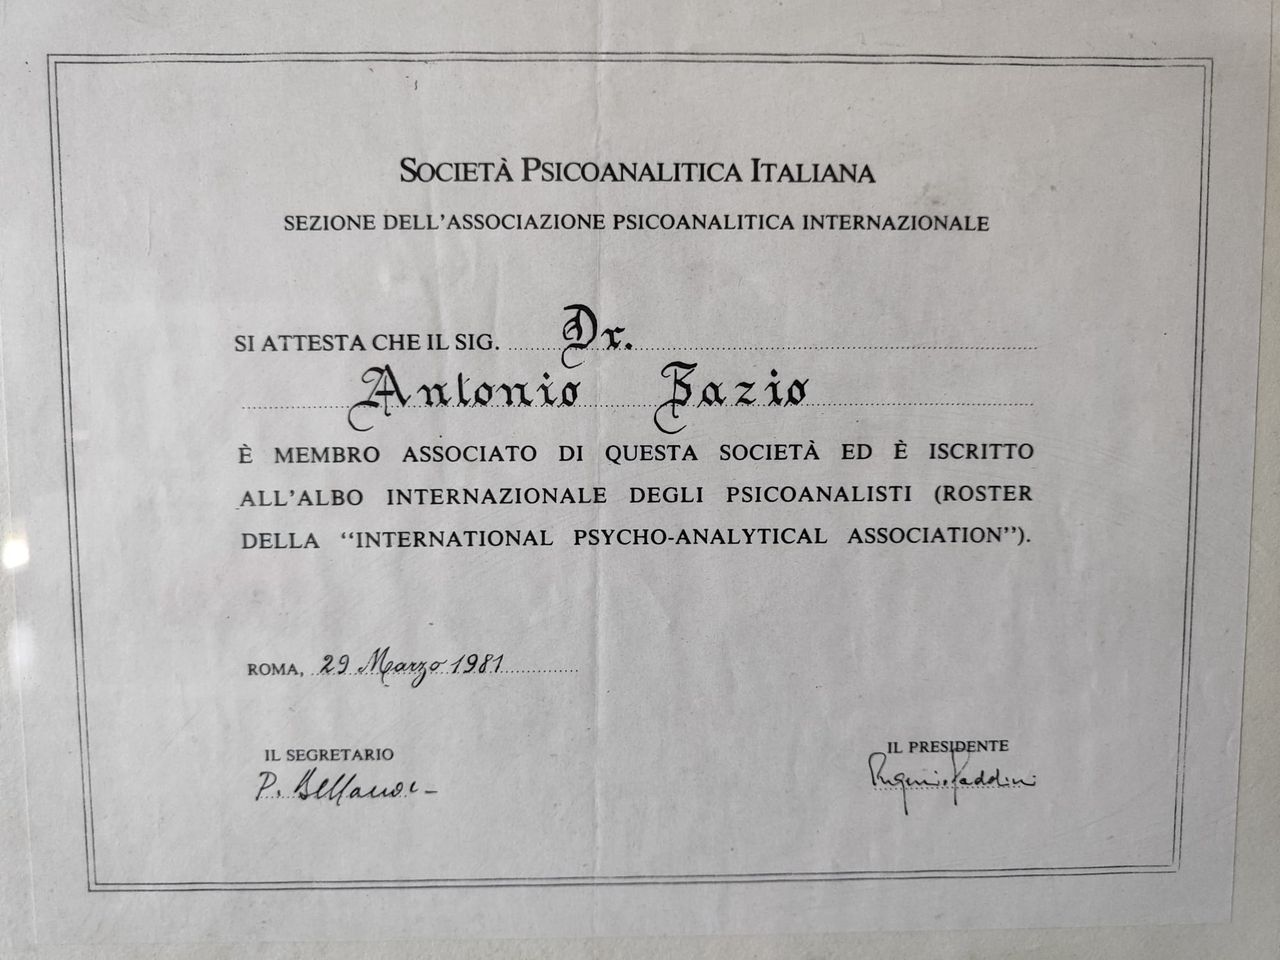 SOCIETÀ PSICOANALITICA ITALIANA
SEZIONE DELL'ASSOCIAZIONE PSICOANALITICA INTERNAZIONALE
SI ATTESTA CHE IL SIG. Dr.
Antonio Fazio
È MEMBRO ASSOCIATO DI QUESTA SOCIETÀ ED È ISCRITTO
ALL'ALBO INTERNAZIONALE DEGLI PSICOANALISTI (ROSTER
DELLA "INTERNATIONAL PSYCHO-ANALYTICAL ASSOCIATION").
ROMA, 29 Marzo 1981
IL SEGRETARIO
IL PRESIDENTE
P.